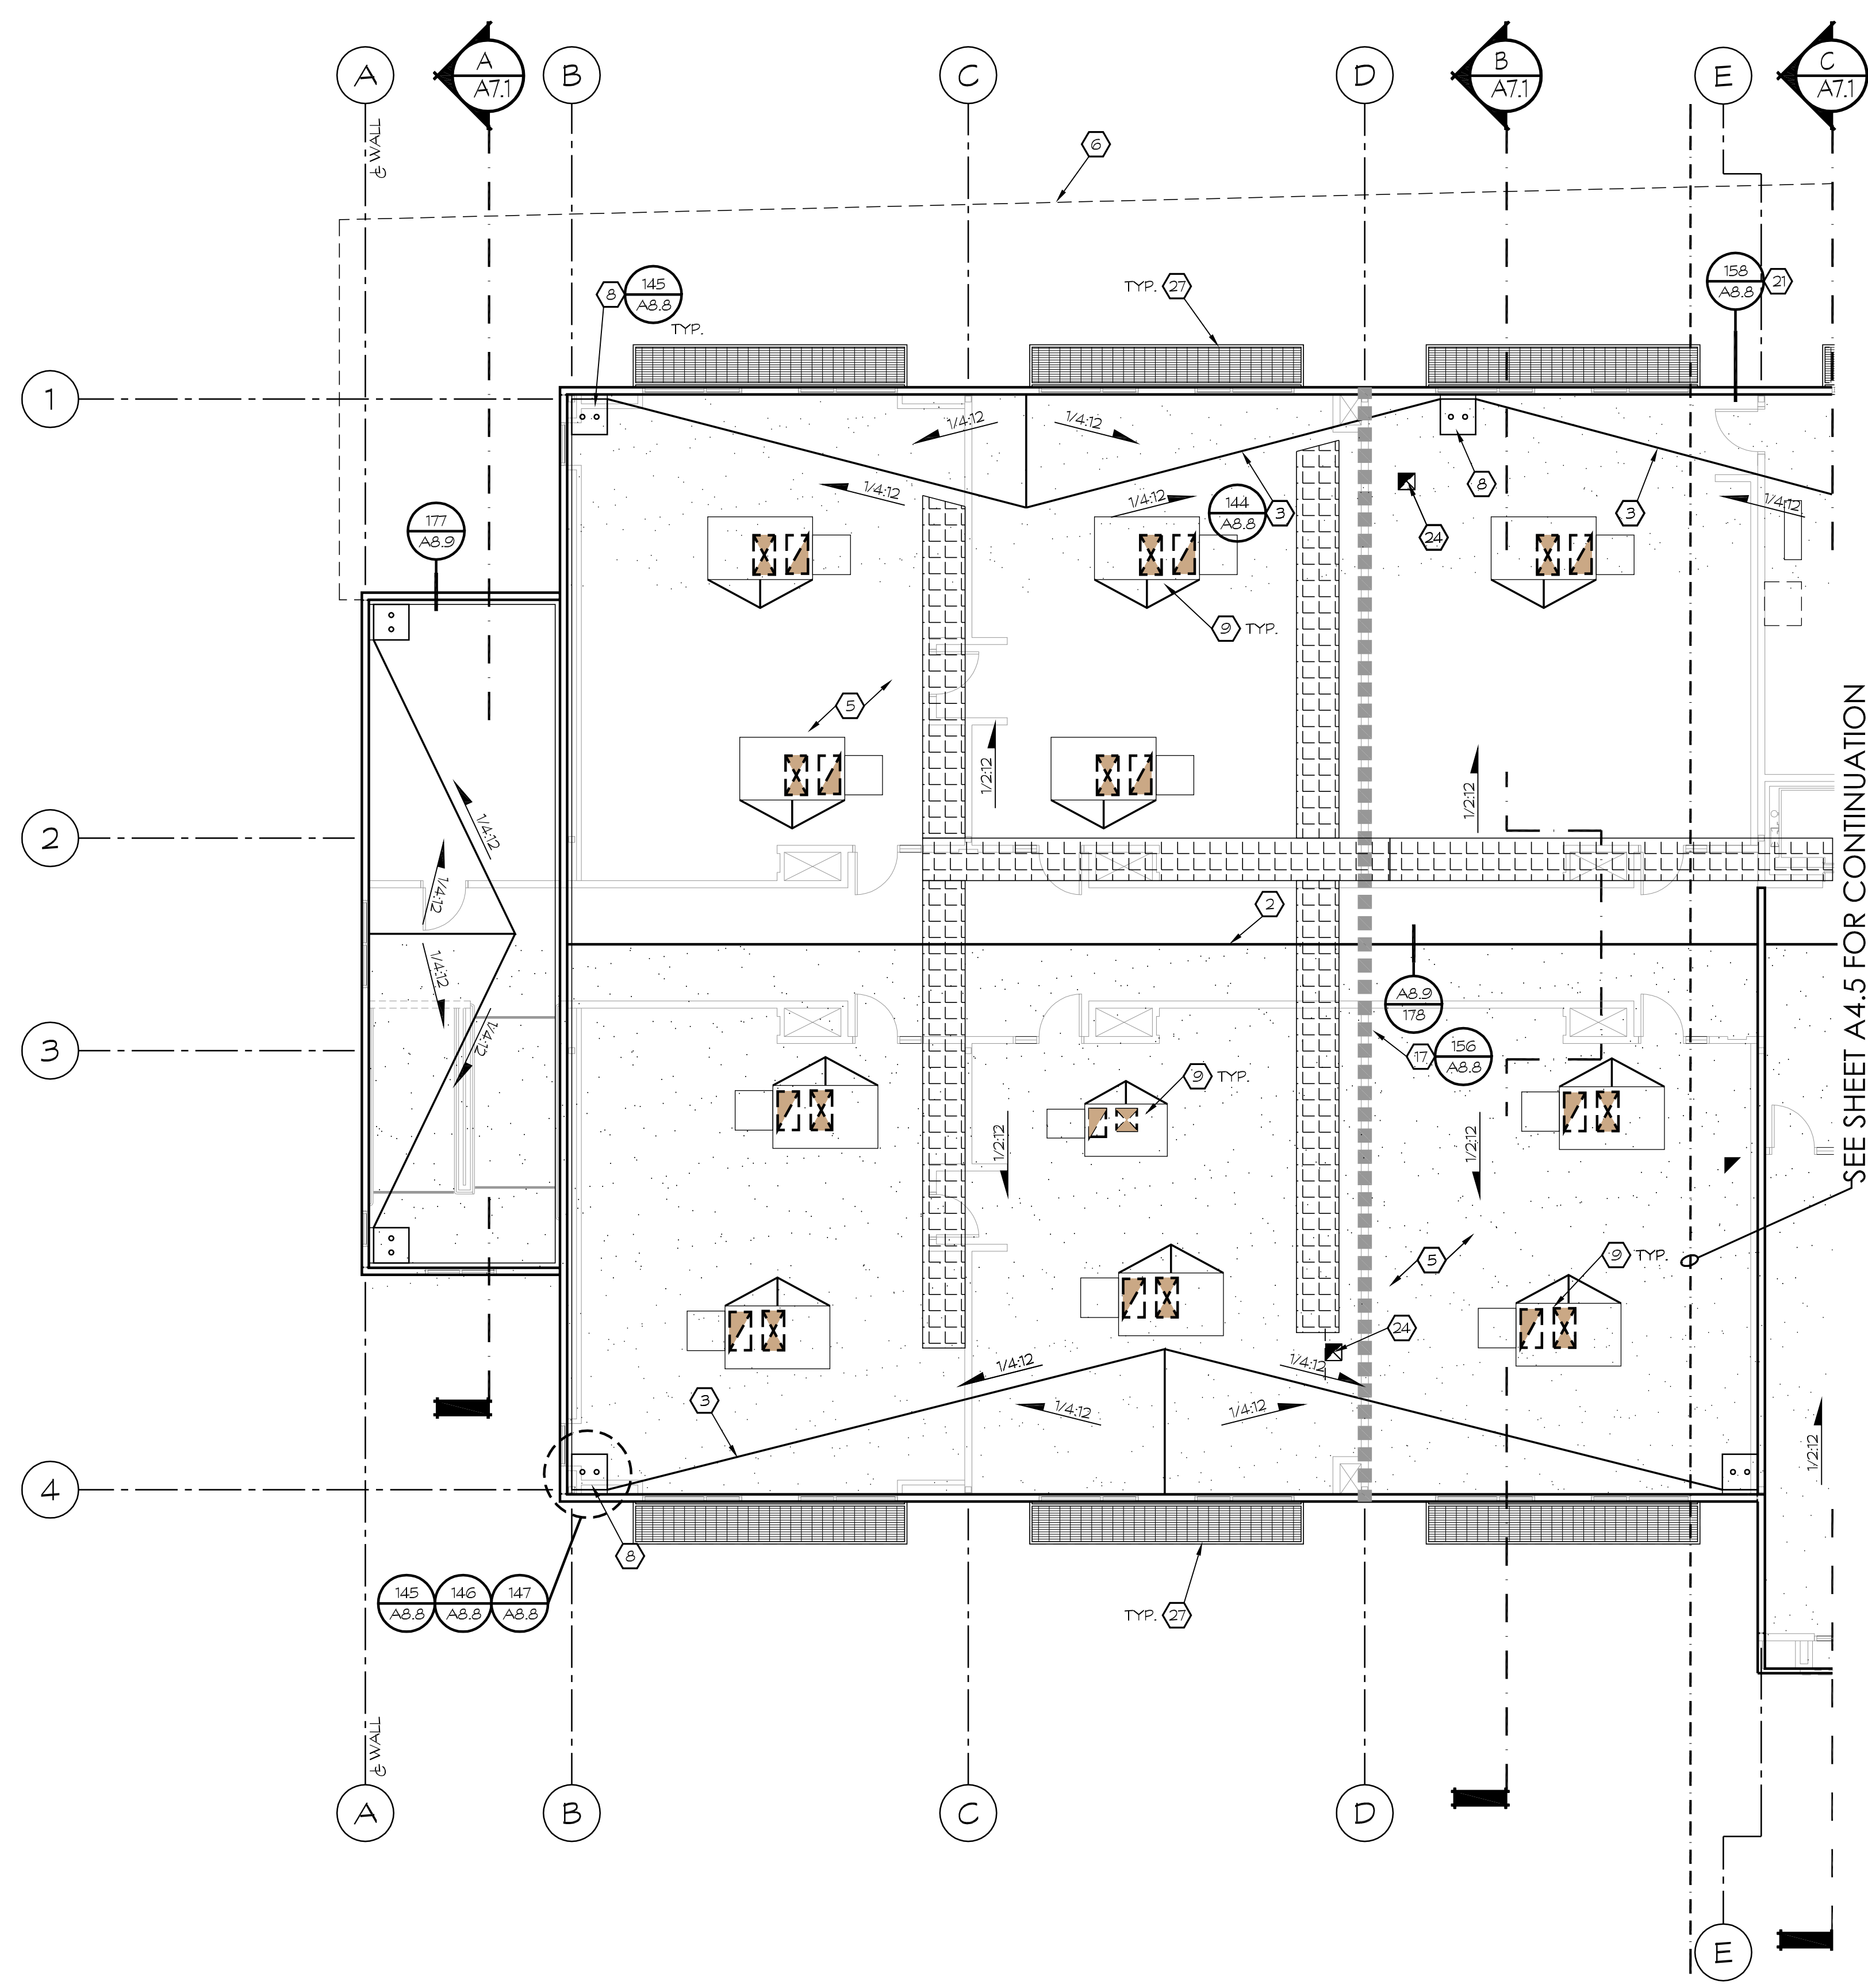 A
A
A7.1
B
C
D
B
A7.1
E
C
A7.1
℄ WALL
6
8
145
A8.8
TYP.
TYP. 27
158
A8.8
21
1
1/4:12
1/4:12
1/4:12
1/4:12
144
A8.8
3
8
3
1/4:12
24
177
A8.9
9 TYP.
5
1/2:12
1/2:12
2
1/4:12
1/4:12
2
1/4:12
1/4:12
A8.9
178
17
156
A8.8
3
9 TYP.
1/2:12
1/2:12
5
9 TYP.
24
1/4:12
1/4:12
3
1/4:12
1/4:12
1/2:12
4
8
145
A8.8
146
A8.8
147
A8.8
TYP. 27
℄ WALL
A
B
C
D
E
SEE SHEET A4.5 FOR CONTINUATION